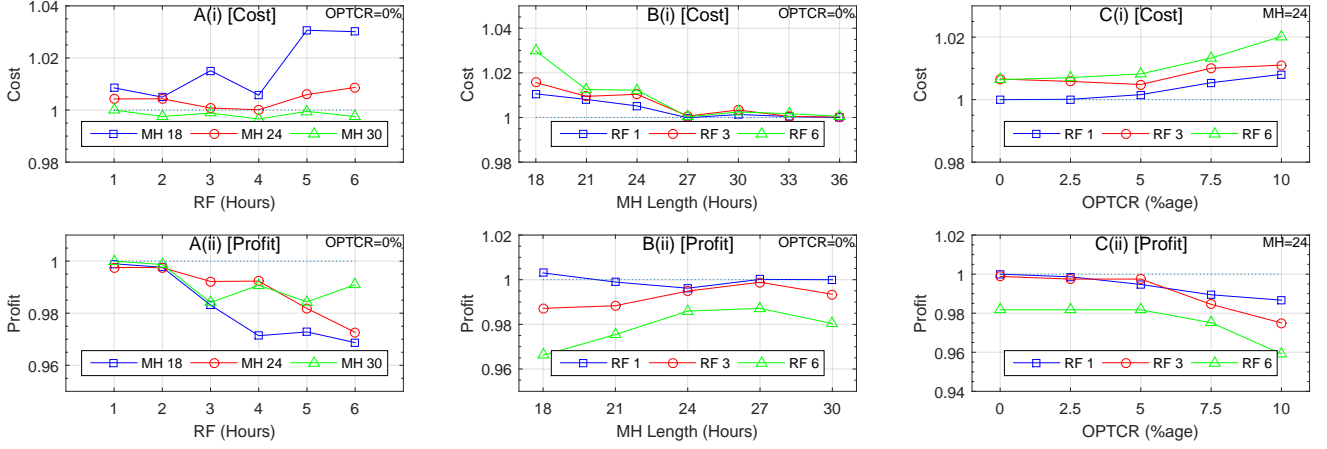 A(i) [Cost]
OPTCR=0%
1.04
1.02
1
0.98
Cost
MH 18 MH 24 MH 30
1 2 3 4 5 6
RF (Hours)
B(i) [Cost]
OPTCR=0%
1.04
1.02
1
0.98
Cost
RF 1 RF 3 RF 6
18 21 24 27 30 33 36
MH Length (Hours)
C(i) [Cost]
MH=24
1.02
1
0.98
Cost
RF 1 RF 3 RF 6
0 2.5 5 7.5 10
OPTCR (%age)
A(ii) [Profit]
OPTCR=0%
1
0.98
0.96
Profit
MH 18 MH 24 MH 30
1 2 3 4 5 6
RF (Hours)
B(ii) [Profit]
OPTCR=0%
1.02
1
0.98
0.96
Profit
RF 1 RF 3 RF 6
18 21 24 27 30
MH Length (Hours)
C(ii) [Profit]
MH=24
1.02
1
0.98
0.96
0.94
Profit
RF 1 RF 3 RF 6
0 2.5 5 7.5 10
OPTCR (%age)